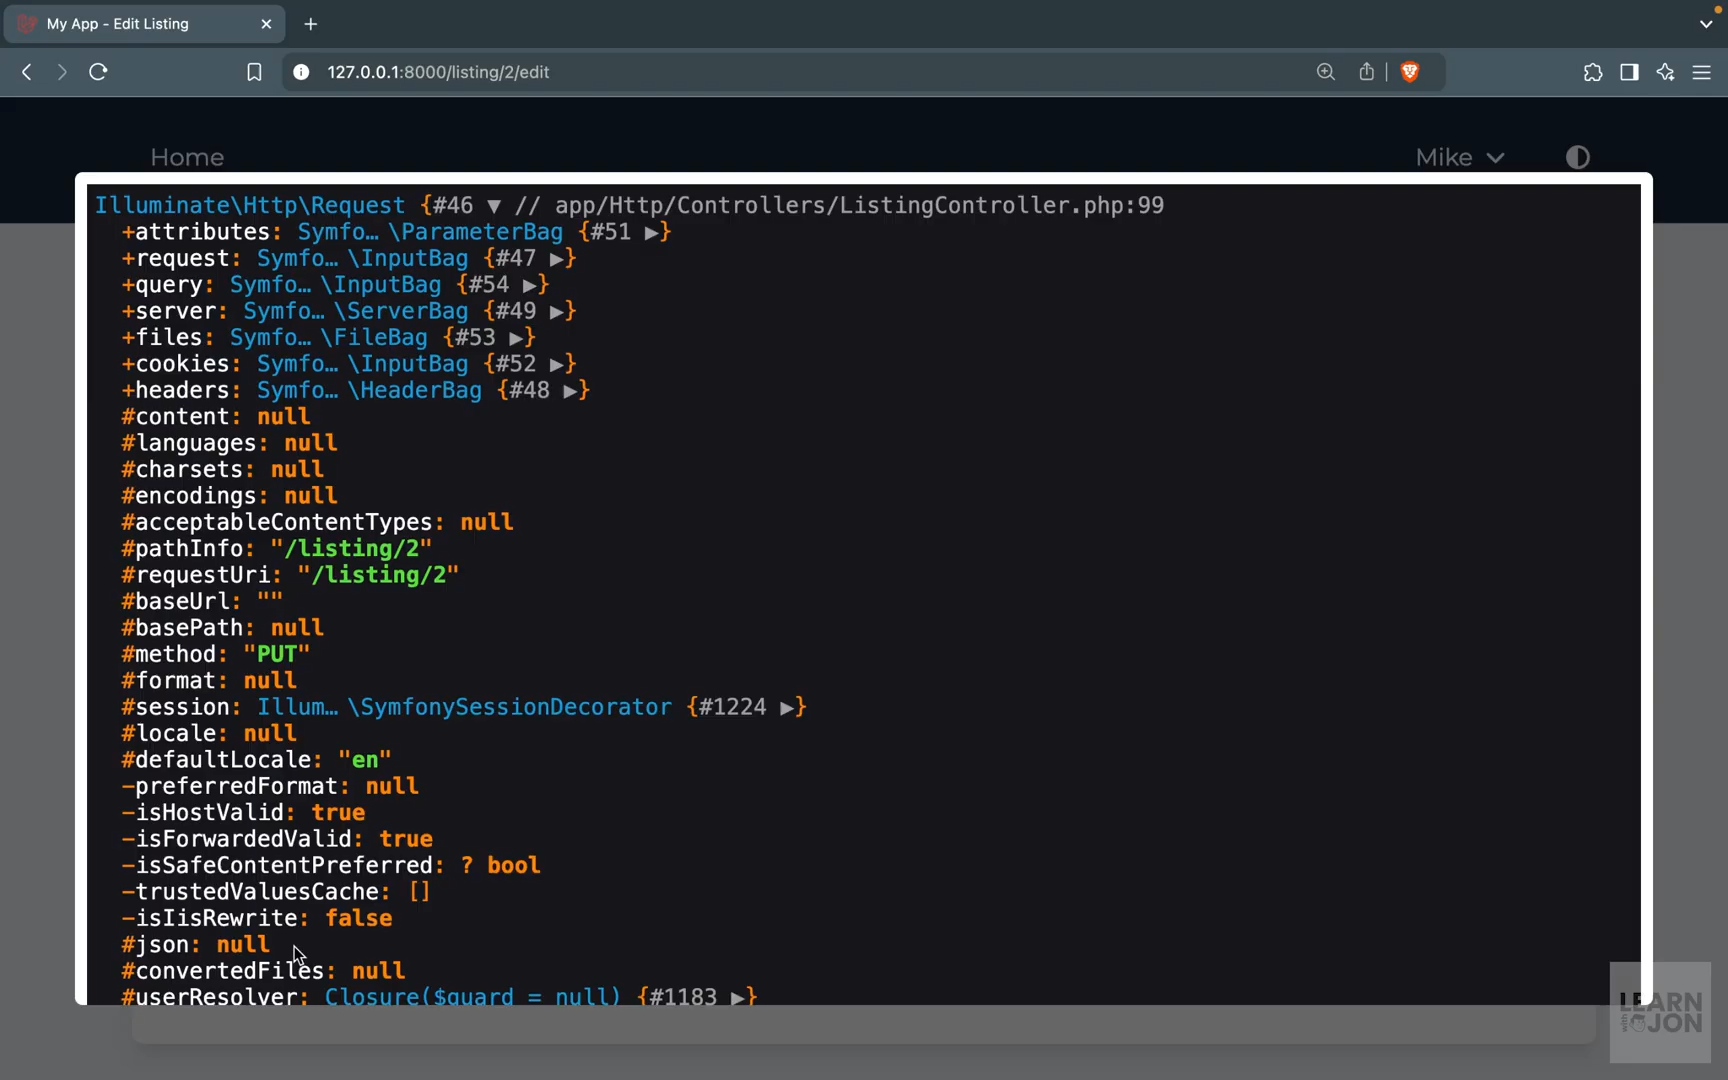 My App - Edit Listing
127.0.0.1:8000/listing/2/edit
Home
Mike
Illuminate\Http\Request {#46 ▼ // app/Http/Controllers/ListingController.php:99
+attributes: Symfo… \ParameterBag {#51 ▶}
+request: Symfo… \InputBag {#47 ▶}
+query: Symfo… \InputBag {#54 ▶}
+server: Symfo… \ServerBag {#49 ▶}
+files: Symfo… \FileBag {#53 ▶}
+cookies: Symfo… \InputBag {#52 ▶}
+headers: Symfo… \HeaderBag {#48 ▶}
#content: null
#languages: null
#charsets: null
#encodings: null
#acceptableContentTypes: null
#pathInfo: "/listing/2"
#requestUri: "/listing/2"
#baseUrl: ""
#basePath: null
#method: "PUT"
#format: null
#session: Illum… \SymfonySessionDecorator {#1224 ▶}
#locale: null
#defaultLocale: "en"
-preferredFormat: null
-isHostValid: true
-isForwardedValid: true
-isSafeContentPreferred: ? bool
-trustedValuesCache: []
-isIisRewrite: false
#json: null
#convertedFiles: null
#userResolver: Closure($guard = null) {#1183 ▶}
LEARN
with JON